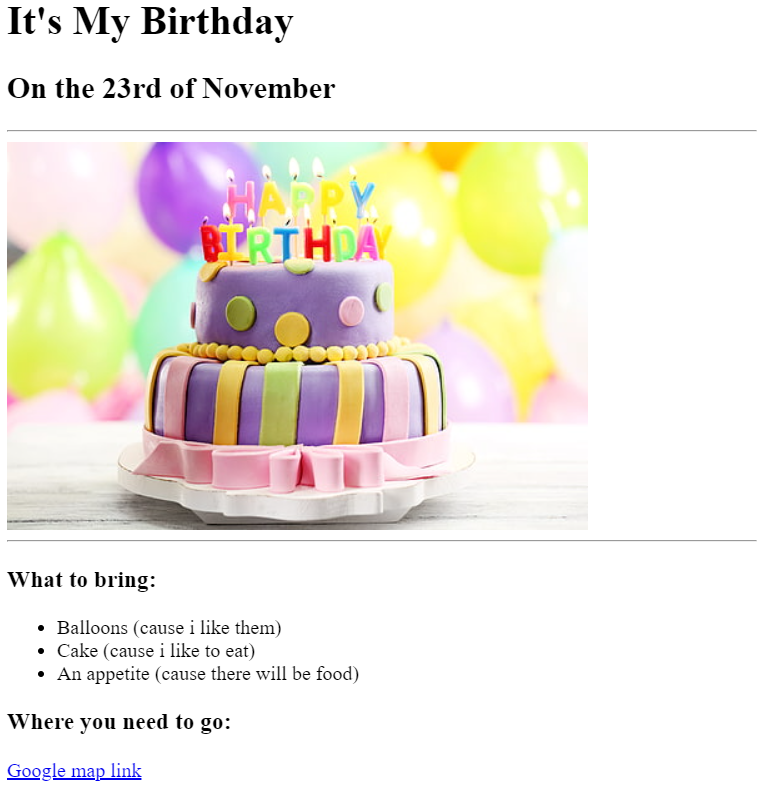 It's My Birthday
On the 23rd of November
HAPPY
BIRTHDAY
What to bring:
Balloons (cause i like them)
Cake (cause i like to eat)
An appetite (cause there will be food)
Where you need to go:
Google map link